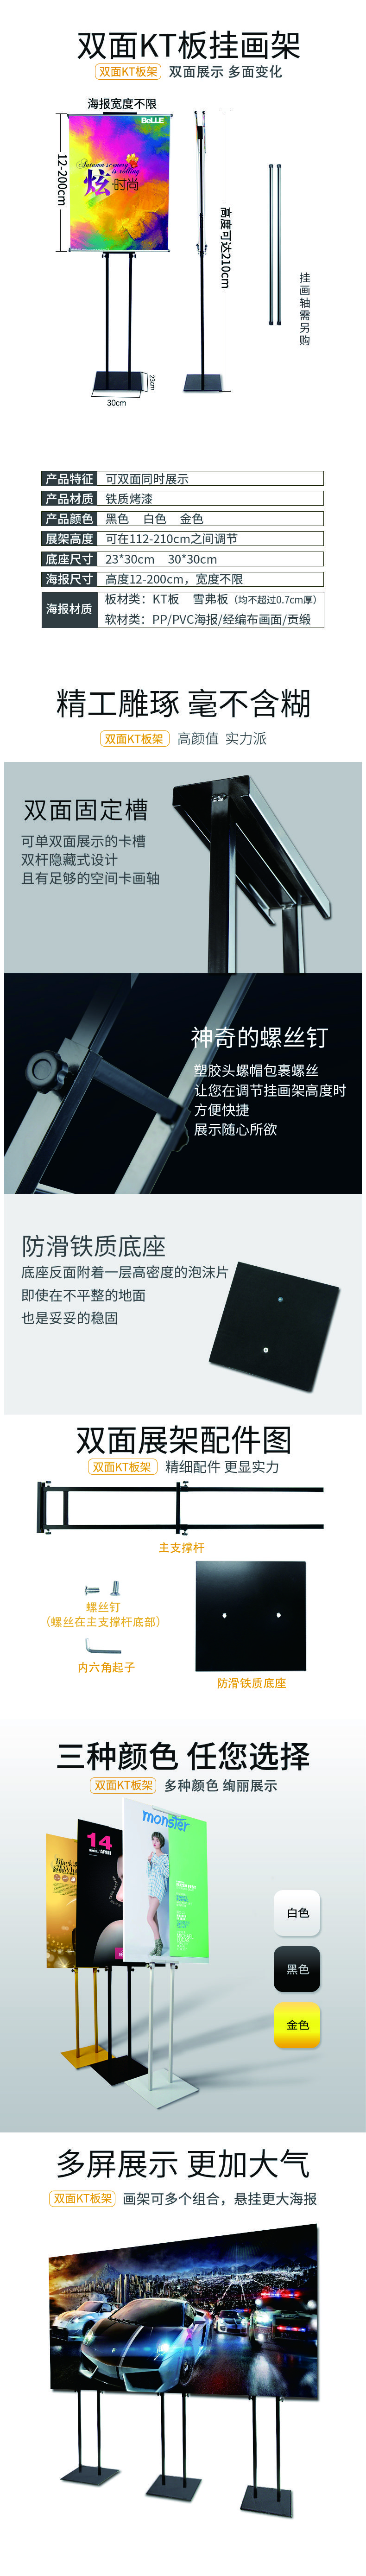 双面KT板挂画架
双面KT板架 双面展示 多面变化
海报宽度不限
BeLLE
Autumn scenery
is calling
炫时尚
12-200cm
高度可达210cm
挂画轴需另购
23cm
30cm
产品特征 可双面同时展示
产品材质 铁质烤漆
产品颜色 黑色 白色 金色
展架高度 可在112-210cm之间调节
底座尺寸 23*30cm 30*30cm
海报尺寸 高度12-200cm，宽度不限
海报材质 板材类：KT板 雪弗板（均不超过0.7cm厚）
软材类：PP/PVC海报/经编布画面/贡缎
精工雕琢 毫不含糊
双面KT板架 高颜值 实力派
双面固定槽
可单双面展示的卡槽
双杆隐藏式设计
且有足够的空间卡画轴
神奇的螺丝钉
塑胶头螺帽包裹螺丝
让您在调节挂画架高度时
方便快捷
展示随心所欲
防滑铁质底座
底座反面附着一层高密度的泡沫片
即使在不平整的地面
也是妥妥的稳固
双面展架配件图
双面KT板架 精细配件 更显实力
主支撑杆
螺丝钉
（螺丝在主支撑杆底部）
内六角起子
防滑铁质底座
三种颜色 任您选择
双面KT板架 多种颜色 绚丽展示
monster
14
白色
黑色
金色
多屏展示 更加大气
双面KT板架 画架可多个组合，悬挂更大海报